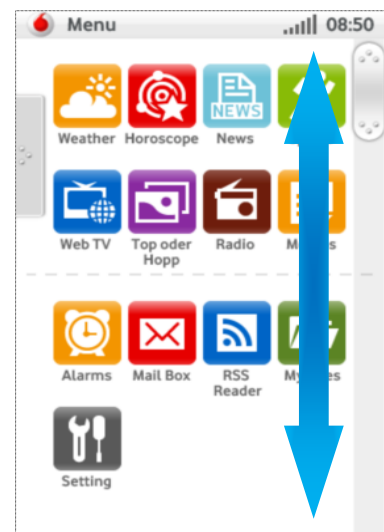 Menu
08:50
Weather Horoscope News
NEWS
Web TV Top oder Radio
Hopp
Alarms Mail Box RSS
Reader
Setting